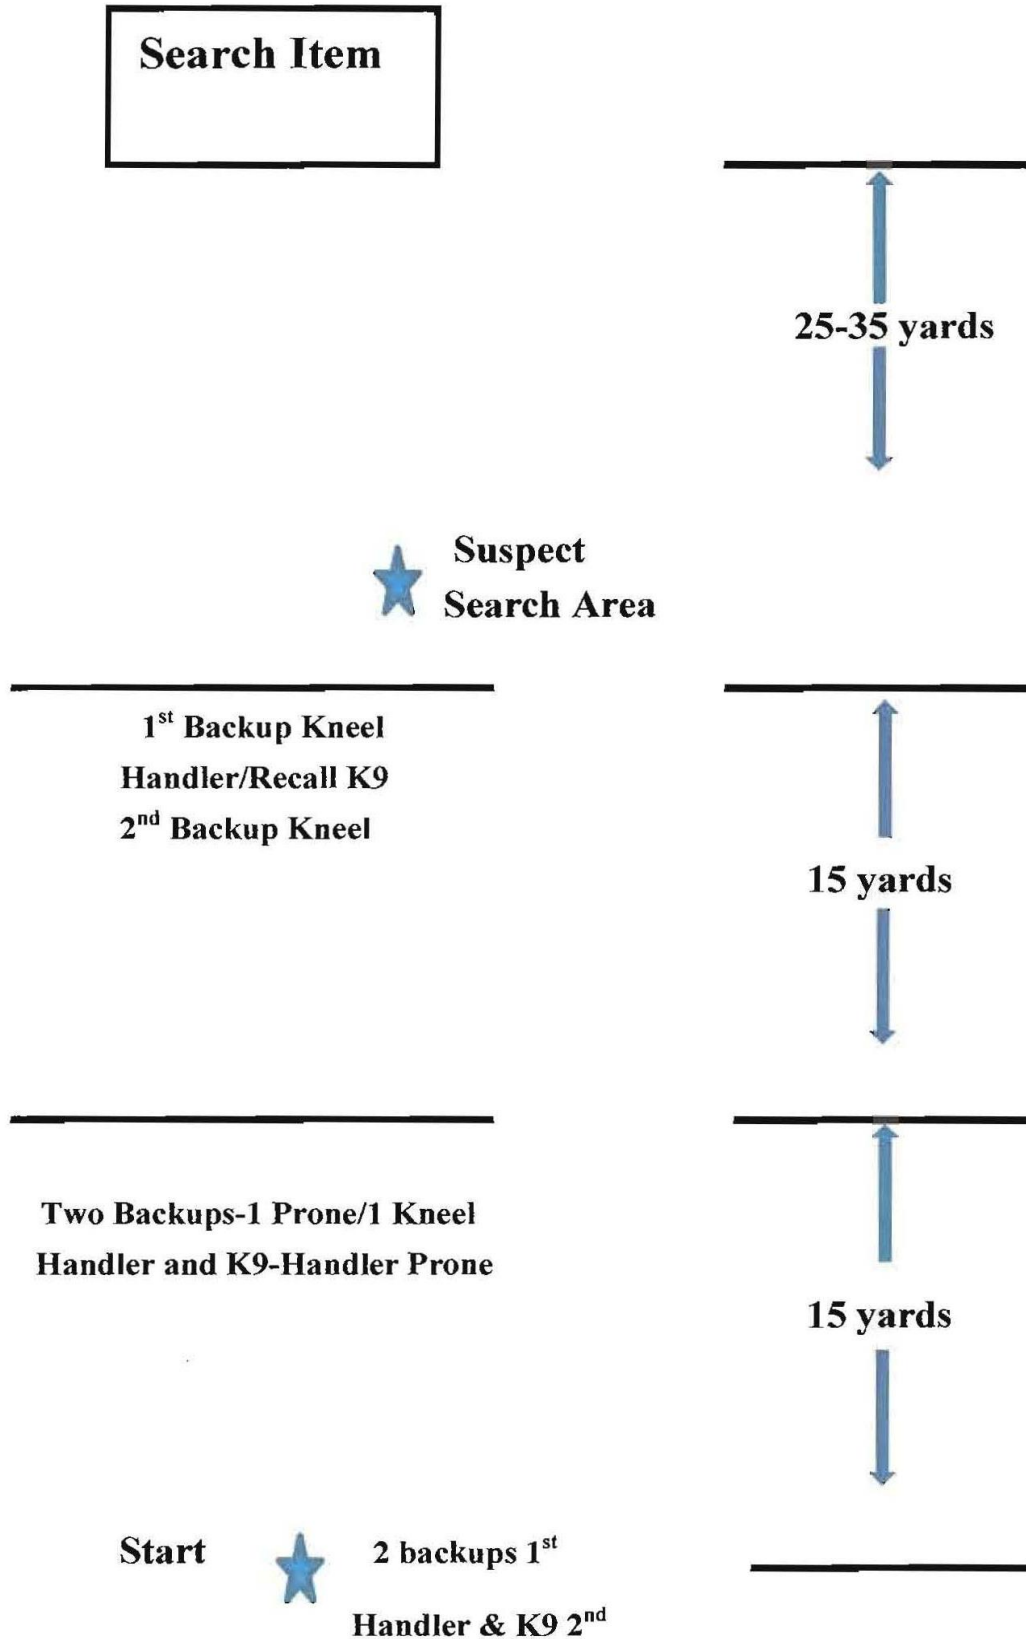 Search Item
25-35 yards
Suspect
Search Area
1st Backup Kneel
Handler/Recall K9
2nd Backup Kneel
15 yards
Two Backups-1 Prone/1 Kneel
Handler and K9-Handler Prone
15 yards
Start
2 backups 1st
Handler & K9 2nd